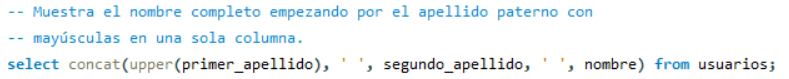 -- Muestra el nombre completo empezando por el apellido paterno con
-- mayúsculas en una sola columna.
select concat(upper(primer_apellido), ' ', segundo_apellido, ' ', nombre) from usuarios;